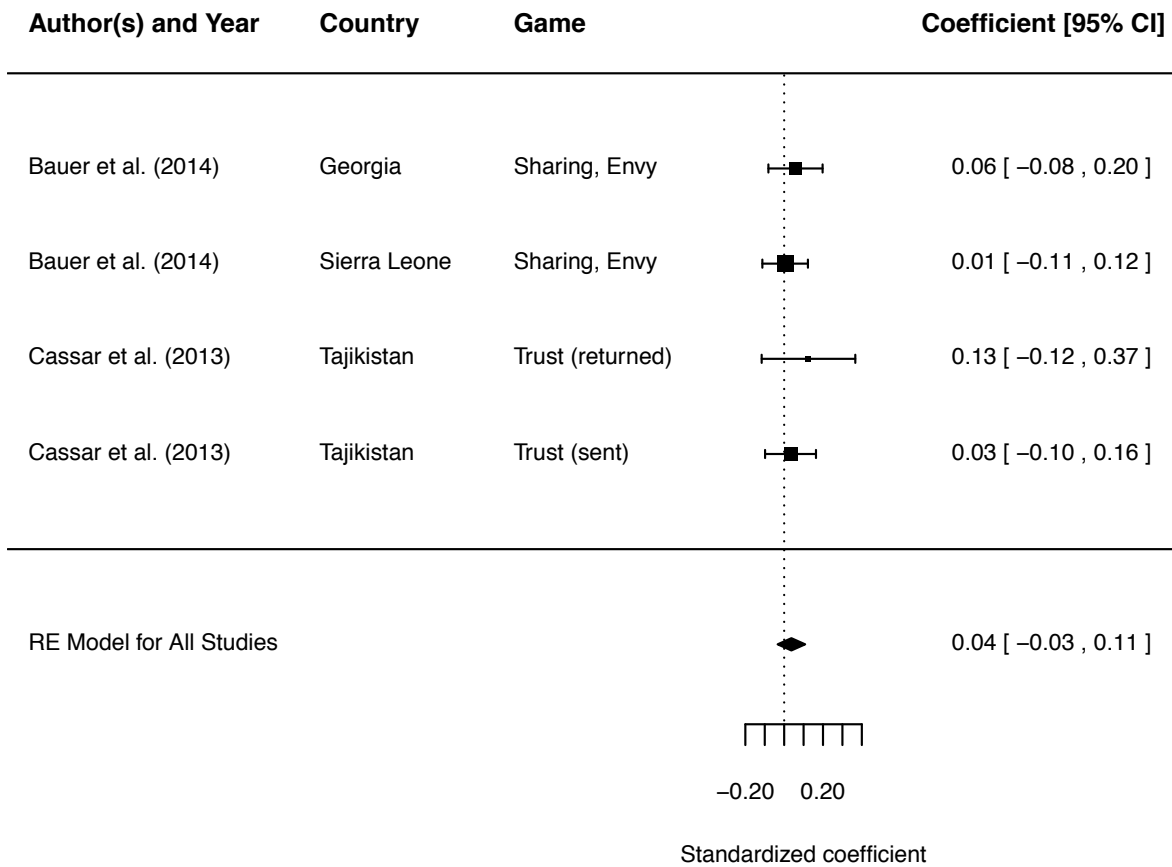 Author(s) and Year Country Game Coefficient [95% CI]
Bauer et al. (2014) Georgia Sharing, Envy 0.06 [ −0.08 , 0.20 ]
Bauer et al. (2014) Sierra Leone Sharing, Envy 0.01 [ −0.11 , 0.12 ]
Cassar et al. (2013) Tajikistan Trust (returned) 0.13 [ −0.12 , 0.37 ]
Cassar et al. (2013) Tajikistan Trust (sent) 0.03 [ −0.10 , 0.16 ]
RE Model for All Studies 0.04 [ −0.03 , 0.11 ]
−0.20 0.20
Standardized coefficient